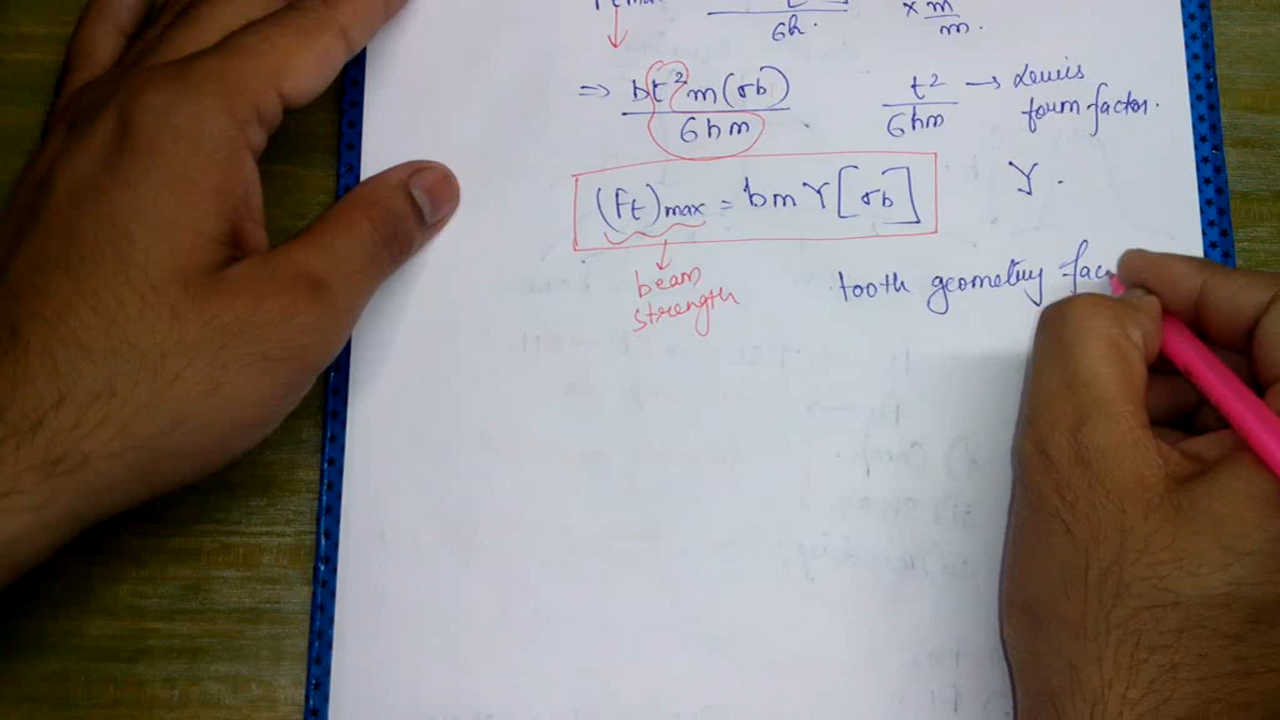 6h.
× m/m.
⇒ bt²m(σb) / 6hm
t² / 6hm → Lewis
form factor.
(Ft)max = bmY[σb]
Y.
beam
strength
tooth geometry fac